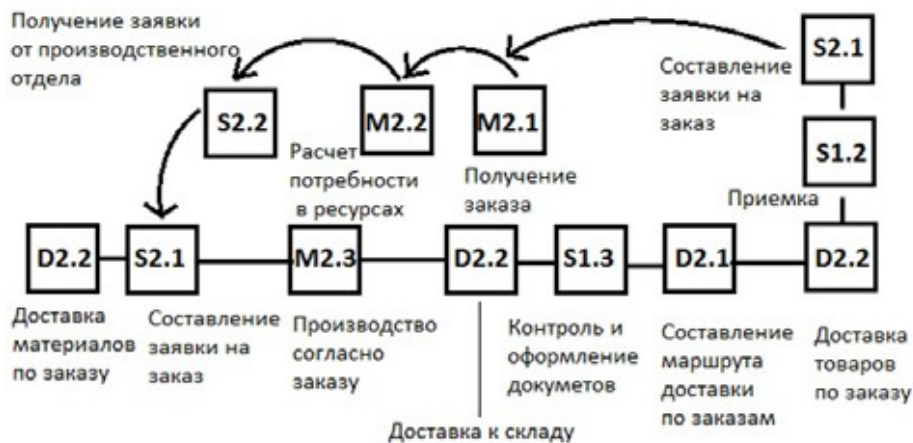 Получение заявки
от производственного
отдела
S2.2
M2.2
M2.1
Составление
заявки на
заказ
S2.1
S1.2
Расчет
потребности
в ресурсах
Получение
заказа
Приемка
D2.2
S2.1
M2.3
D2.2
S1.3
D2.1
D2.2
Доставка
материалов
по заказу
Составление
заявки на
заказ
Производство
согласно
заказу
Контроль и
оформление
докуметов
Составление
маршрута
доставки
по заказам
Доставка
товаров
по заказу
Доставка к складу